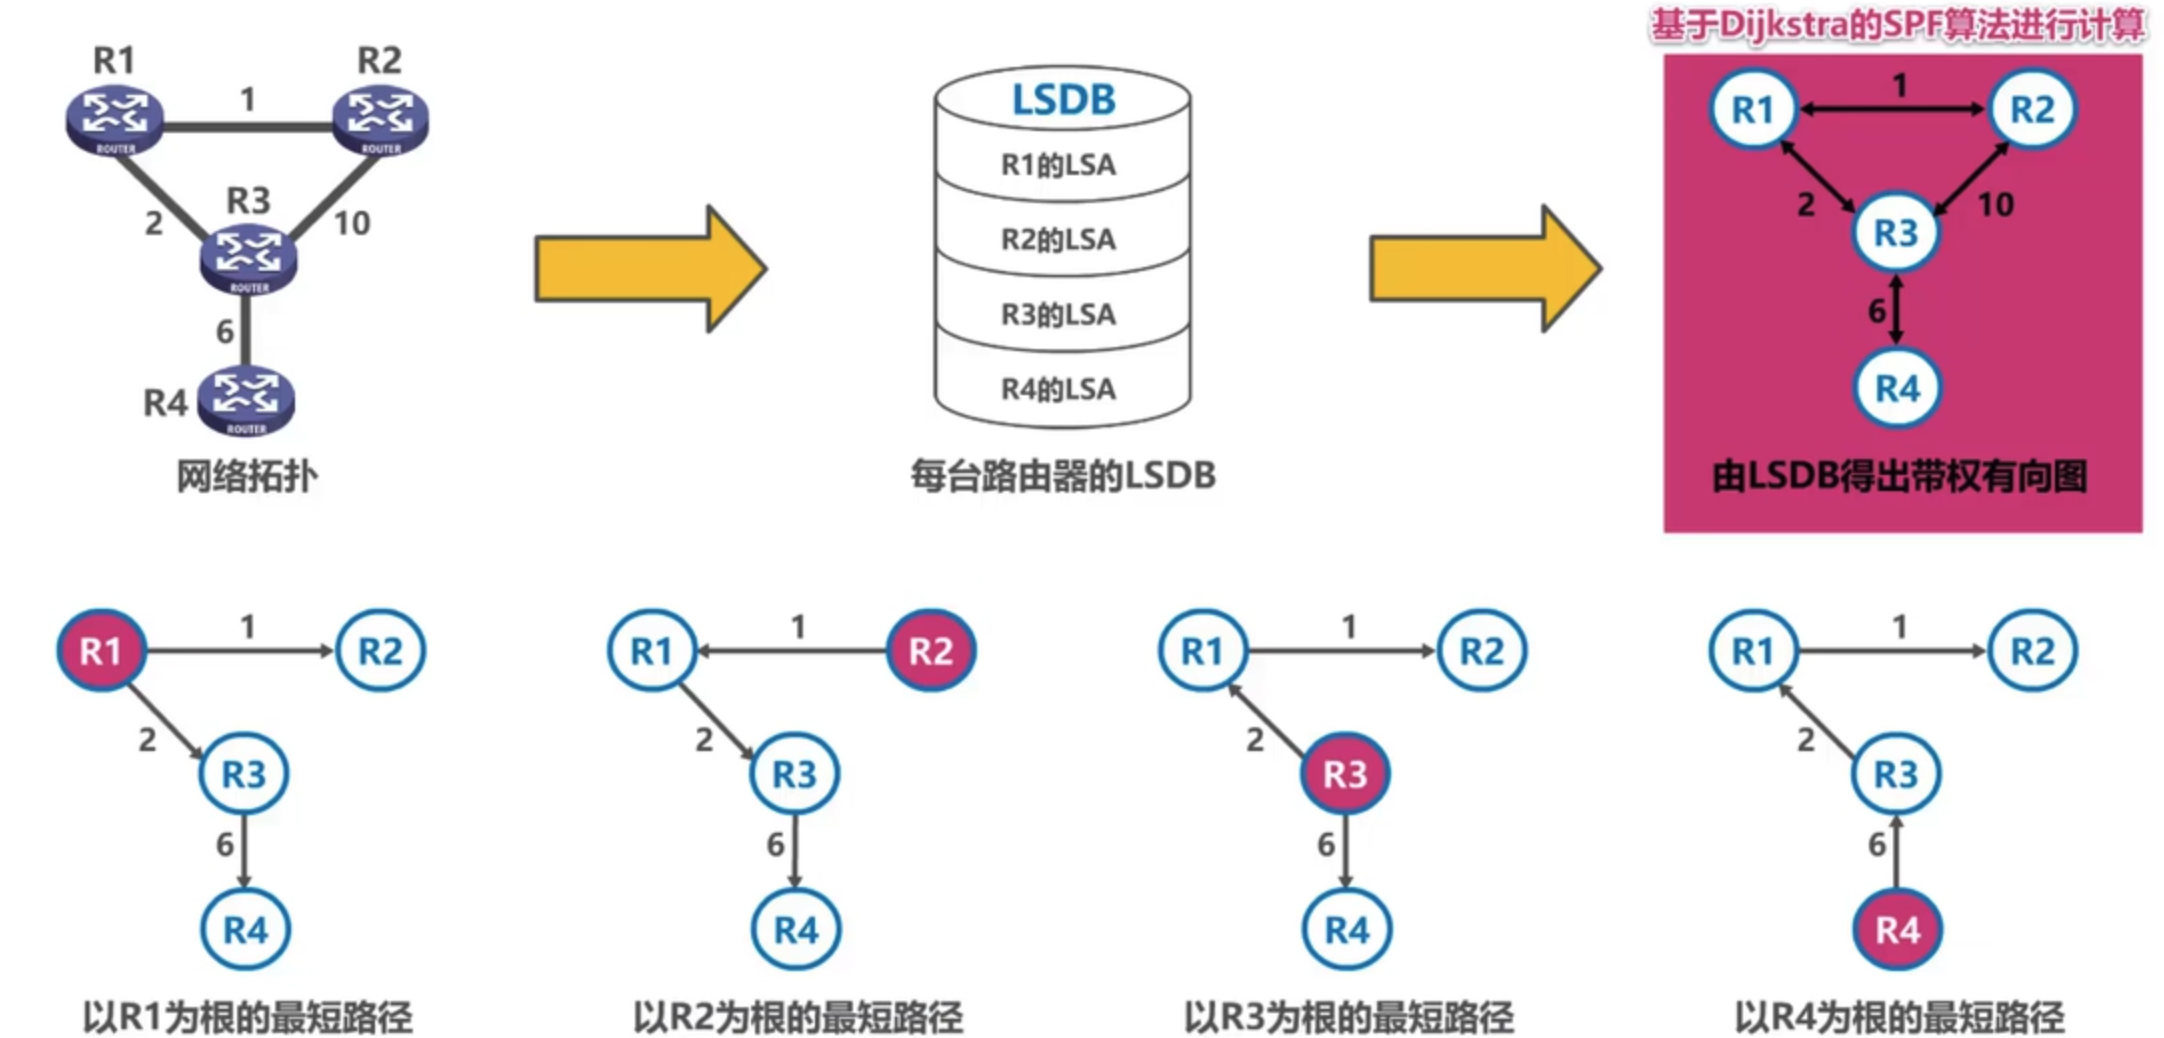 R1
R2
1
ROUTER
ROUTER
R3
2
10
ROUTER
6
R4
ROUTER
网络拓扑
LSDB
R1的LSA
R2的LSA
R3的LSA
R4的LSA
每台路由器的LSDB
基于Dijkstra的SPF算法进行计算
R1
1
R2
2
10
R3
6
R4
由LSDB得出带权有向图
R1
1
R2
2
R3
6
R4
以R1为根的最短路径
R1
1
R2
2
R3
6
R4
以R2为根的最短路径
R1
1
R2
2
R3
6
R4
以R3为根的最短路径
R1
1
R2
2
R3
6
R4
以R4为根的最短路径